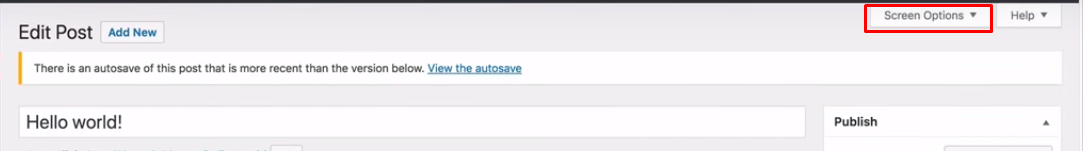 Screen Options ▼ Help ▼
Edit Post Add New
There is an autosave of this post that is more recent than the version below. View the autosave
Hello world!
Publish